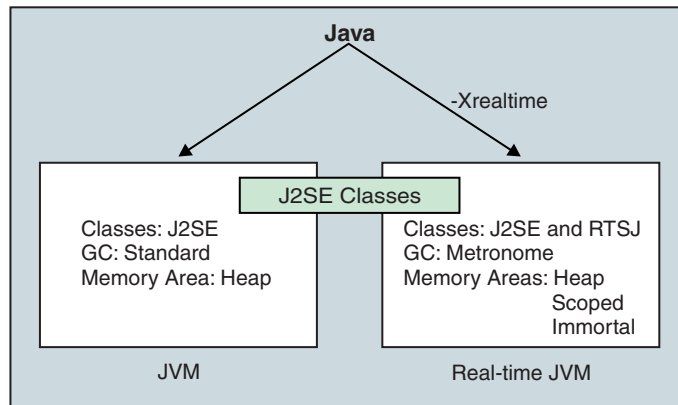 Java
-Xrealtime
J2SE Classes
Classes: J2SE
GC: Standard
Memory Area: Heap
Classes: J2SE and RTSJ
GC: Metronome
Memory Areas: Heap
Scoped
Immortal
JVM
Real-time JVM